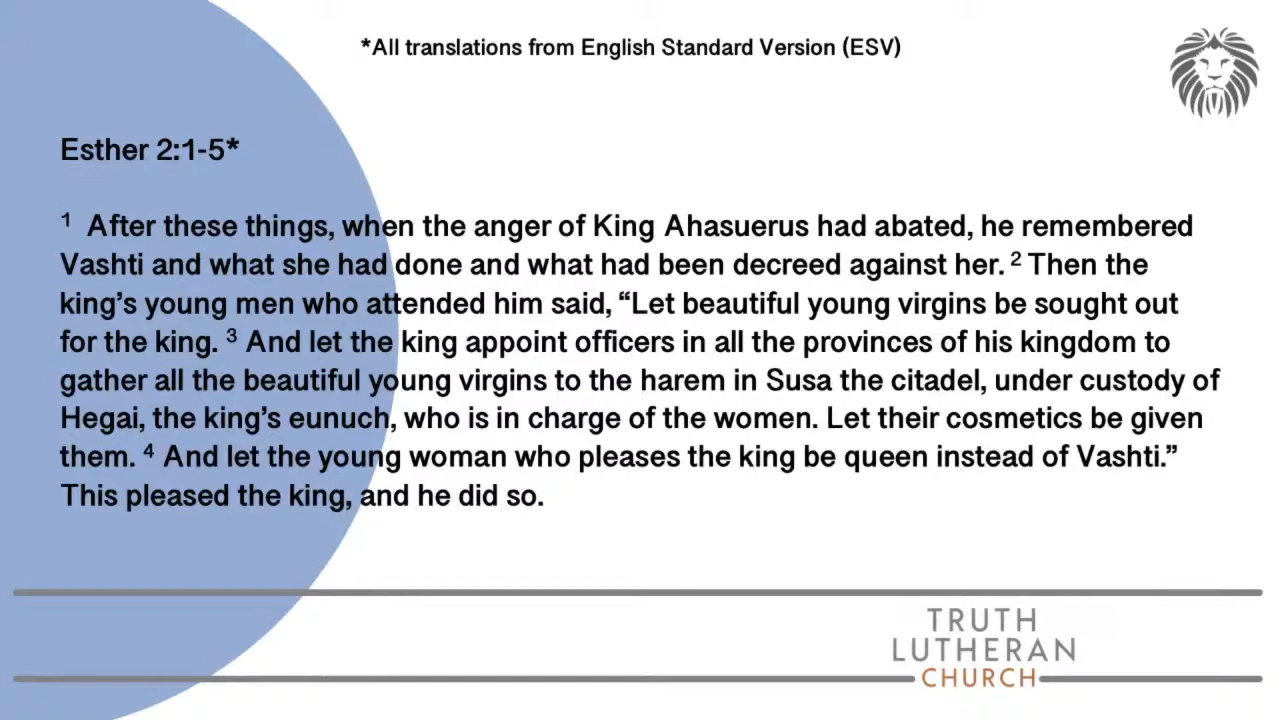 *All translations from English Standard Version (ESV)
Esther 2:1-5*
1 After these things, when the anger of King Ahasuerus had abated, he remembered
Vashti and what she had done and what had been decreed against her. 2 Then the
king’s young men who attended him said, “Let beautiful young virgins be sought out
for the king. 3 And let the king appoint officers in all the provinces of his kingdom to
gather all the beautiful young virgins to the harem in Susa the citadel, under custody of
Hegai, the king’s eunuch, who is in charge of the women. Let their cosmetics be given
them. 4 And let the young woman who pleases the king be queen instead of Vashti.”
This pleased the king, and he did so.
TRUTH
LUTHERAN
CHURCH